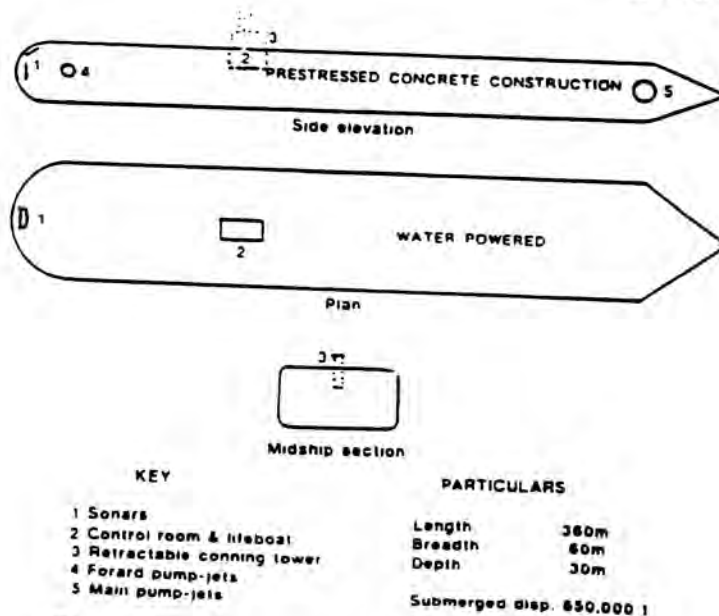 3
1
4
2
PRESTRESSED CONCRETE CONSTRUCTION
5
Side elevation
1
2
WATER POWERED
Plan
3
Midship section
KEY
1 Sonars
2 Control room & lifeboat
3 Retractable conning tower
4 Forard pump-jets
5 Main pump-jets
PARTICULARS
Length 360m
Breadth 60m
Depth 30m
Submerged disp. 650,000 t